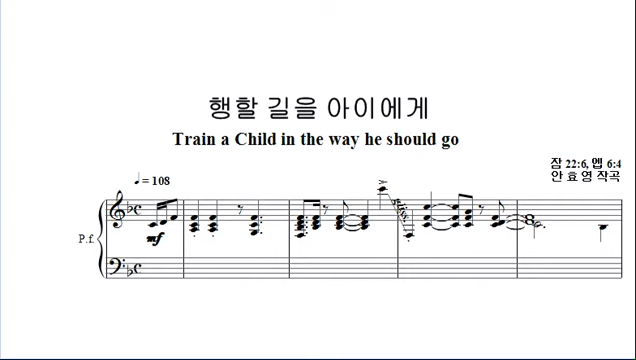 행할 길을 아이에게
Train a Child in the way he should go
잠 22:6, 엡 6:4
안 효 영 작곡
♩ = 108
gliss.
P.f
mf